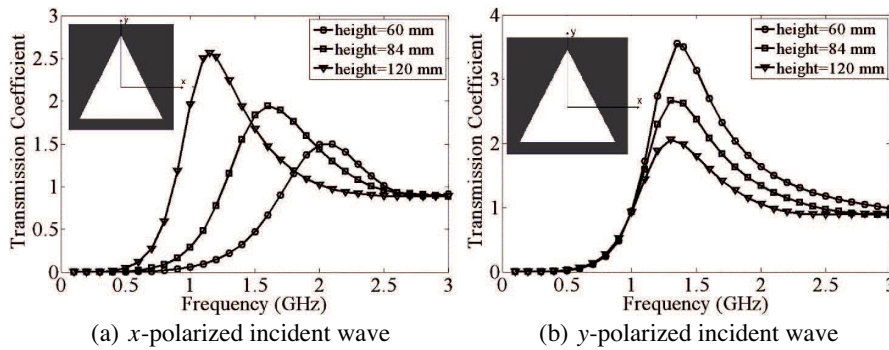 3
2.5
2
1.5
1
0.5
0
Transmission Coefficient
y
x
height=60 mm
height=84 mm
height=120 mm
0 0.5 1 1.5 2 2.5 3
Frequency (GHz)
(a) x-polarized incident wave
4
3
2
1
0
Transmission Coefficient
y
x
height=60 mm
height=84 mm
height=120 mm
0 0.5 1 1.5 2 2.5 3
Frequency (GHz)
(b) y-polarized incident wave